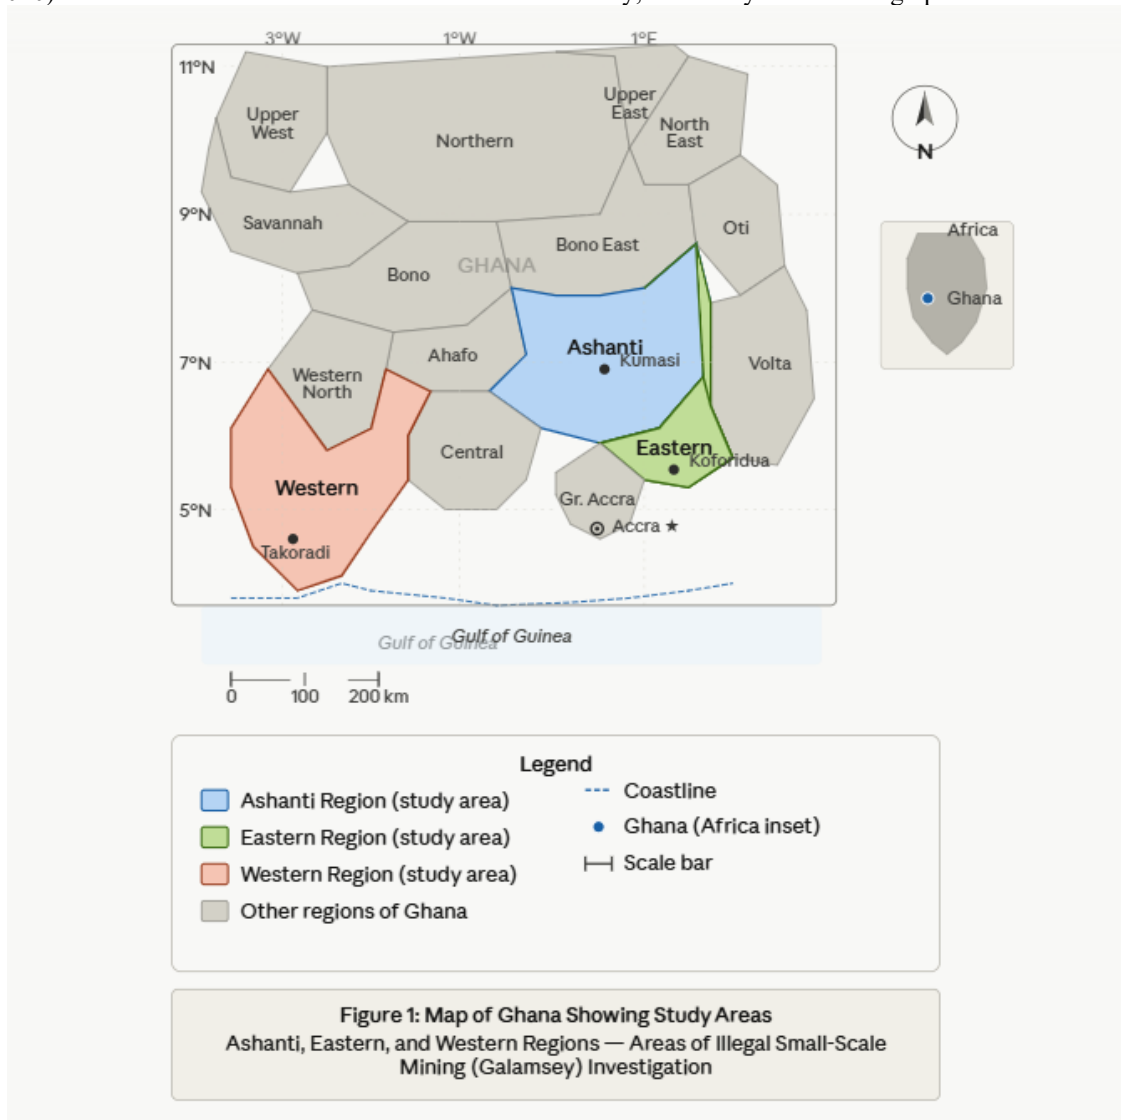 3°W
1°W
1°E
11°N
9°N
7°N
5°N
Upper
West
Northern
Upper
East
North
East
Savannah
Bono
GHANA
Bono East
Oti
Western
North
Ahafo
Ashanti
Kumasi
Volta
Central
Eastern
Koforidua
Western
Takoradi
Gr. Accra
Accra ★
Gulf of Guinea
Gulf of Guinea
0
100
200 km
N
Africa
Ghana
Legend
Ashanti Region (study area)
Eastern Region (study area)
Western Region (study area)
Other regions of Ghana
Coastline
Ghana (Africa inset)
Scale bar
Figure 1: Map of Ghana Showing Study Areas
Ashanti, Eastern, and Western Regions — Areas of Illegal Small-Scale
Mining (Galamsey) Investigation